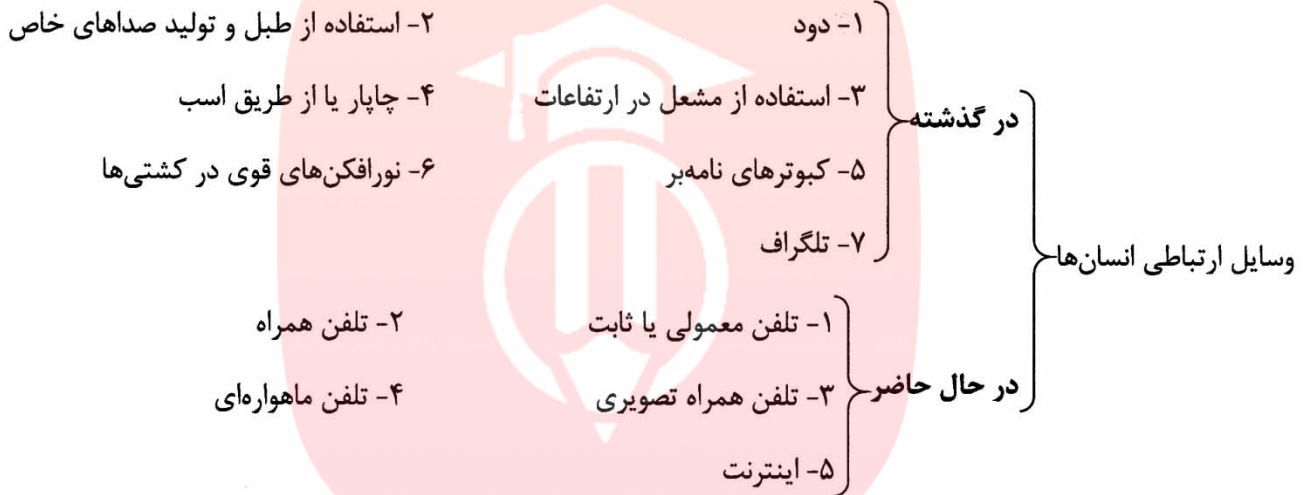 ۱- دود ۲- استفاده از طبل و تولید صداهای خاص
۳- استفاده از مشعل در ارتفاعات ۴- چاپار یا از طریق اسب
در گذشته
۵- کبوترهای نامه‌بر ۶- نورافکن‌های قوی در کشتی‌ها
۷- تلگراف
وسایل ارتباطی انسان‌ها
۱- تلفن معمولی یا ثابت ۲- تلفن همراه
در حال حاضر
۳- تلفن همراه تصویری ۴- تلفن ماهواره‌ای
۵- اینترنت